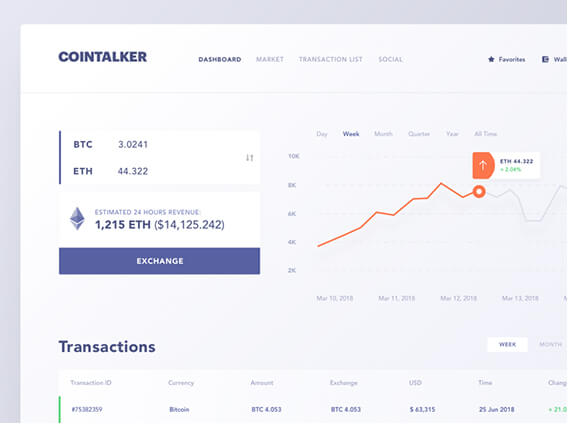 COINTALKER
DASHBOARD MARKET TRANSACTION LIST SOCIAL
Favorites
BTC 3.0241
ETH 44.322
ESTIMATED 24 HOURS REVENUE:
1,215 ETH ($14,125.242)
EXCHANGE
Day Week Month Quarter Year All Time
10K
8K
6K
4K
2K
ETH 44.322
+ 2.04%
Mar 10, 2018 Mar 11, 2018 Mar 12, 2018 Mar 13, 2018 Mar 14, 2018
Transactions
WEEK MONTH
Transaction ID Currency Amount Exchange USD Time
#75382359 Bitcoin BTC 4.053 BTC 4.053 $ 63,315 25 Jun 2018